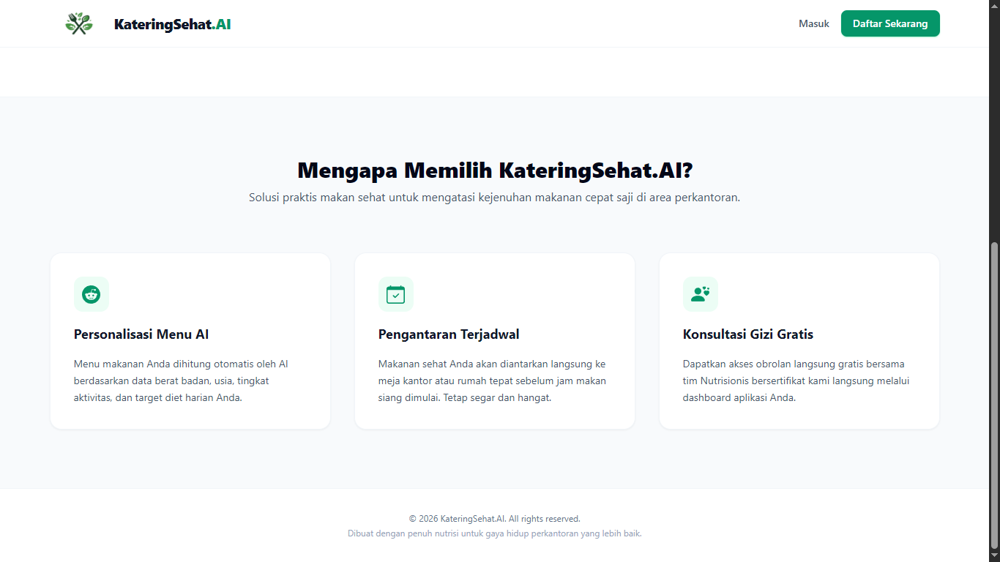 KateringSehat.AI
Masuk
Daftar Sekarang
Mengapa Memilih KateringSehat.AI?
Solusi praktis makan sehat untuk mengatasi kejenuhan makanan cepat saji di area perkantoran.
Personalisasi Menu AI
Menu makanan Anda dihitung otomatis oleh AI
berdasarkan data berat badan, usia, tingkat
aktivitas, dan target diet harian Anda.
Pengantaran Terjadwal
Makanan sehat Anda akan diantarkan langsung ke
meja kantor atau rumah tepat sebelum jam makan
siang dimulai. Tetap segar dan hangat.
Konsultasi Gizi Gratis
Dapatkan akses obrolan langsung gratis bersama
tim Nutrisionis bersertifikat kami langsung melalui
dashboard aplikasi Anda.
© 2026 KateringSehat.AI. All rights reserved.
Dibuat dengan penuh nutrisi untuk gaya hidup perkantoran yang lebih baik.